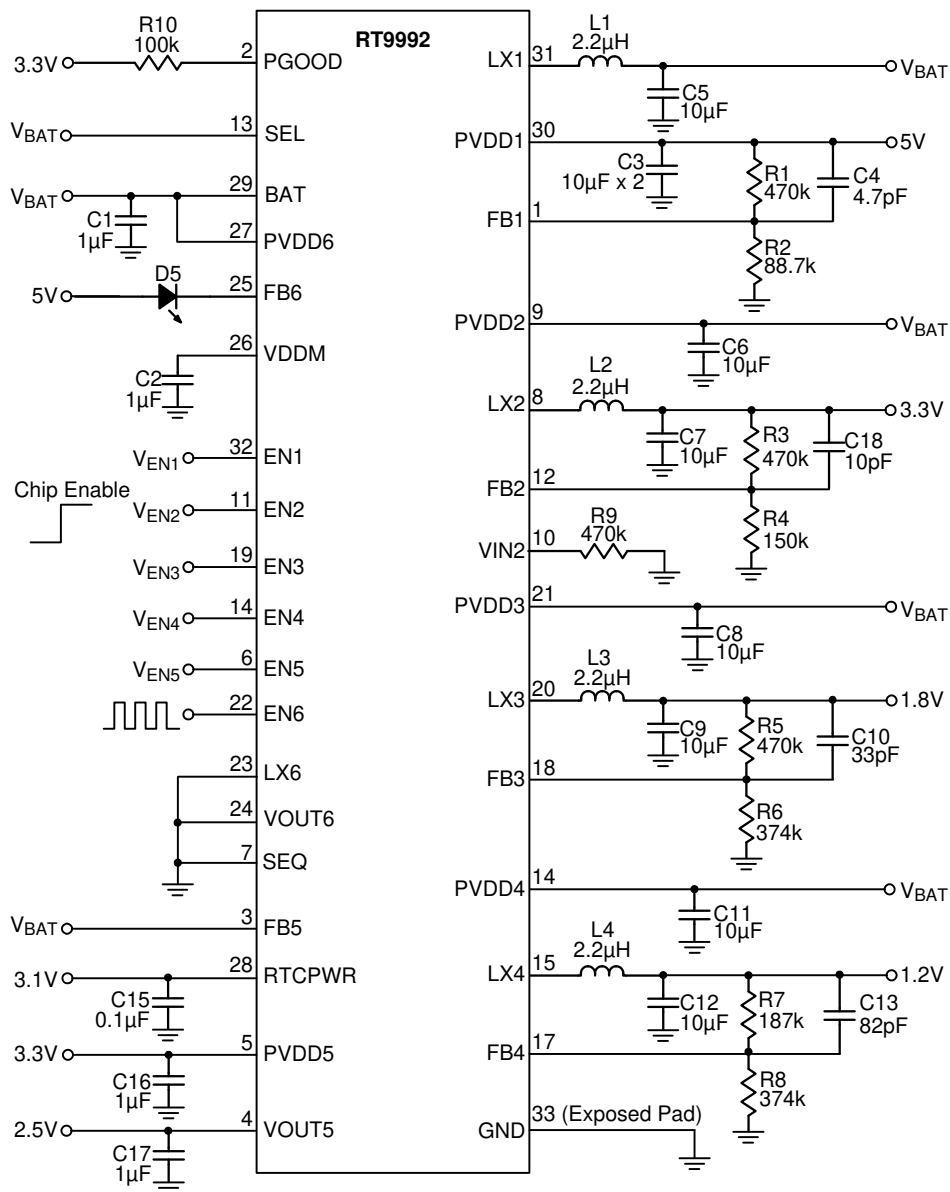 RT9992
R10
100k
3.3V
2
PGOOD
V_BAT
13
SEL
V_BAT
29
BAT
C1
1µF
27
PVDD6
D5
5V
25
FB6
26
VDDM
C2
1µF
V_EN1
32
EN1
Chip Enable
V_EN2
11
EN2
V_EN3
19
EN3
V_EN4
14
EN4
V_EN5
6
EN5
22
EN6
23
LX6
24
VOUT6
7
SEQ
V_BAT
3
FB5
3.1V
28
RTCPWR
C15
0.1µF
3.3V
5
PVDD5
C16
1µF
2.5V
4
VOUT5
C17
1µF
L1
2.2µH
LX1
31
V_BAT
C5
10µF
PVDD1
30
5V
C3
10µF x 2
R1
470k
C4
4.7pF
FB1
1
R2
88.7k
PVDD2
9
V_BAT
C6
10µF
L2
2.2µH
LX2
8
3.3V
C7
10µF
R3
470k
C18
10pF
FB2
12
R4
150k
R9
470k
VIN2
10
PVDD3
21
V_BAT
C8
10µF
L3
2.2µH
LX3
20
1.8V
C9
10µF
R5
470k
C10
33pF
FB3
18
R6
374k
PVDD4
14
V_BAT
C11
10µF
L4
2.2µH
LX4
15
1.2V
C12
10µF
R7
187k
C13
82pF
FB4
17
R8
374k
GND
33 (Exposed Pad)